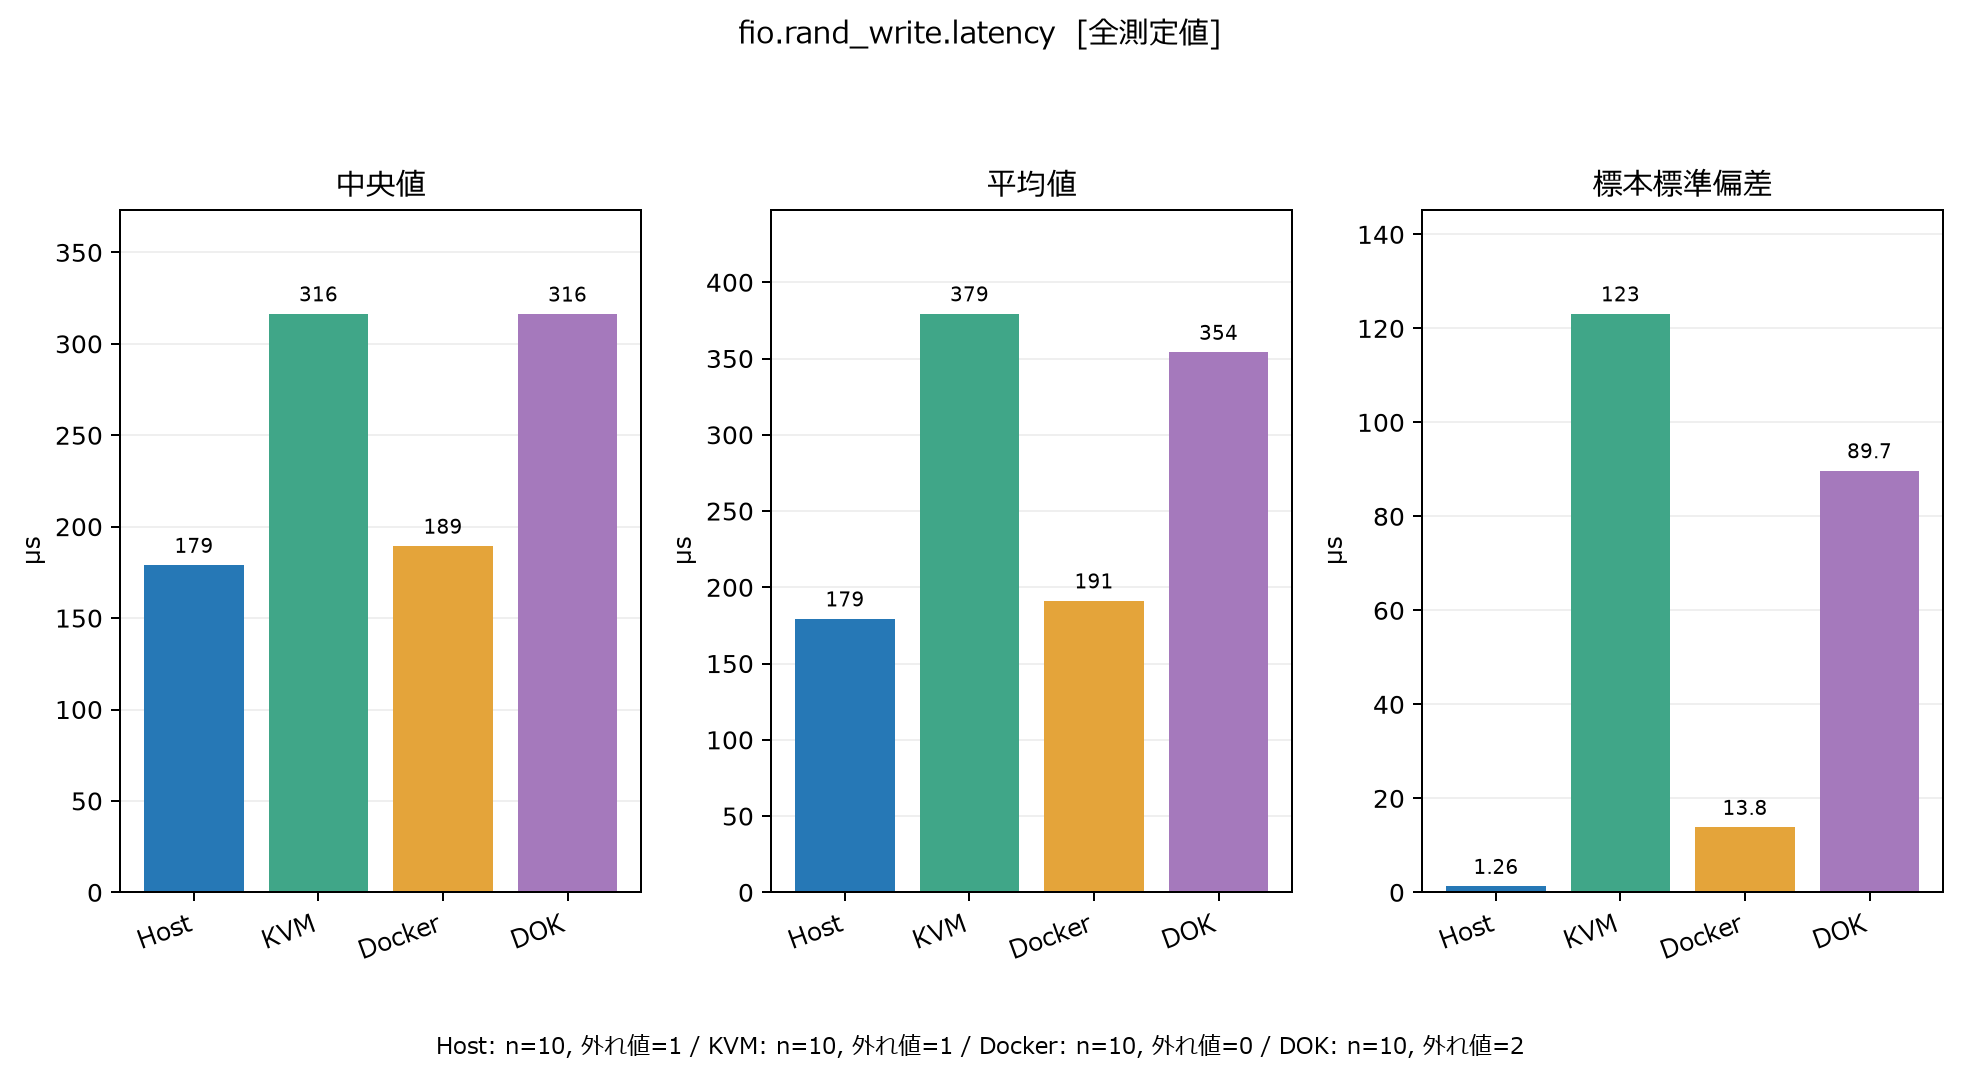 fio.rand_write.latency [全測定値]
中央値
350
300
250
200
150
100
50
0
µs
179
316
189
316
Host
KVM
Docker
DOK
平均値
400
350
300
250
200
150
100
50
0
µs
179
379
191
354
Host
KVM
Docker
DOK
標本標準偏差
140
120
100
80
60
40
20
0
µs
1.26
123
13.8
89.7
Host
KVM
Docker
DOK
Host: n=10, 外れ値=1 / KVM: n=10, 外れ値=1 / Docker: n=10, 外れ値=0 / DOK: n=10, 外れ値=2